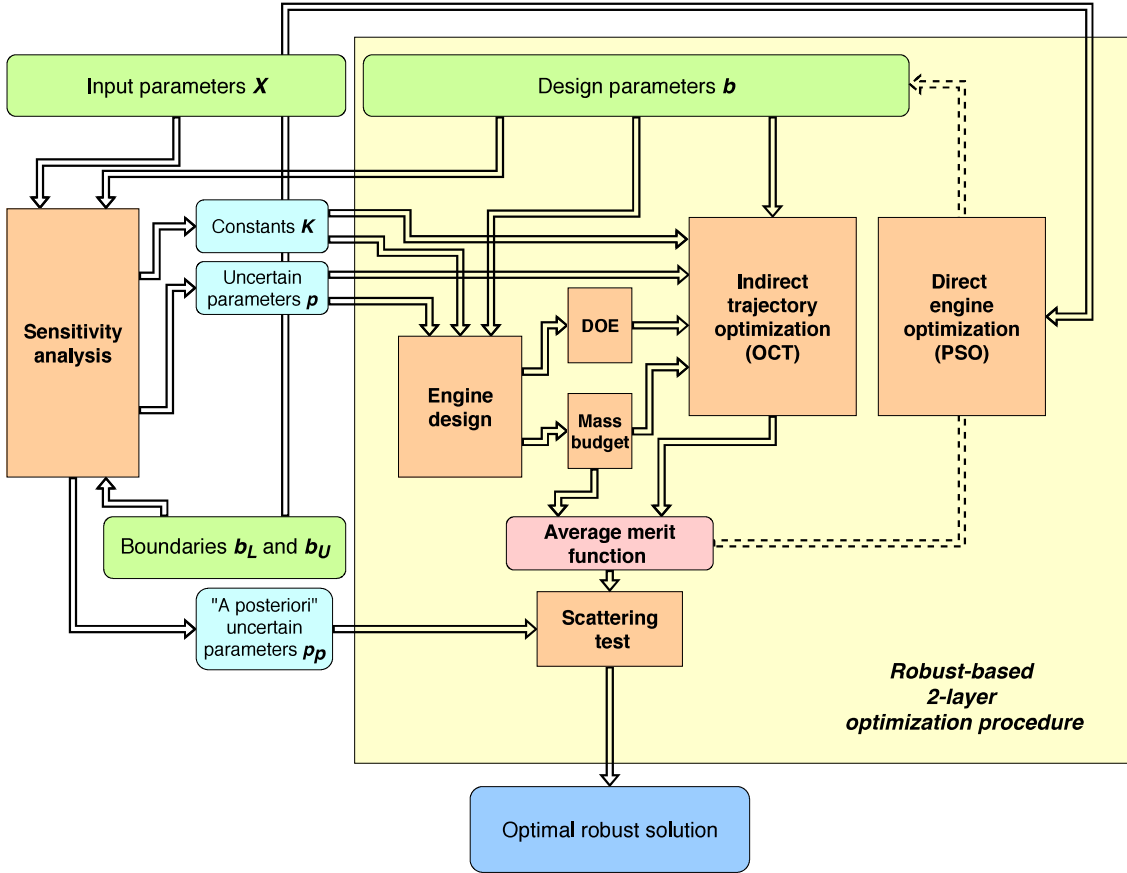 Input parameters X
Design parameters b
Constants K
Uncertain
parameters p
Sensitivity
analysis
Indirect
trajectory
optimization
(OCT)
Direct
engine
optimization
(PSO)
DOE
Engine
design
Mass
budget
Average merit
function
Boundaries bL and bU
"A posteriori"
uncertain
parameters pp
Scattering
test
Robust-based
2-layer
optimization procedure
Optimal robust solution